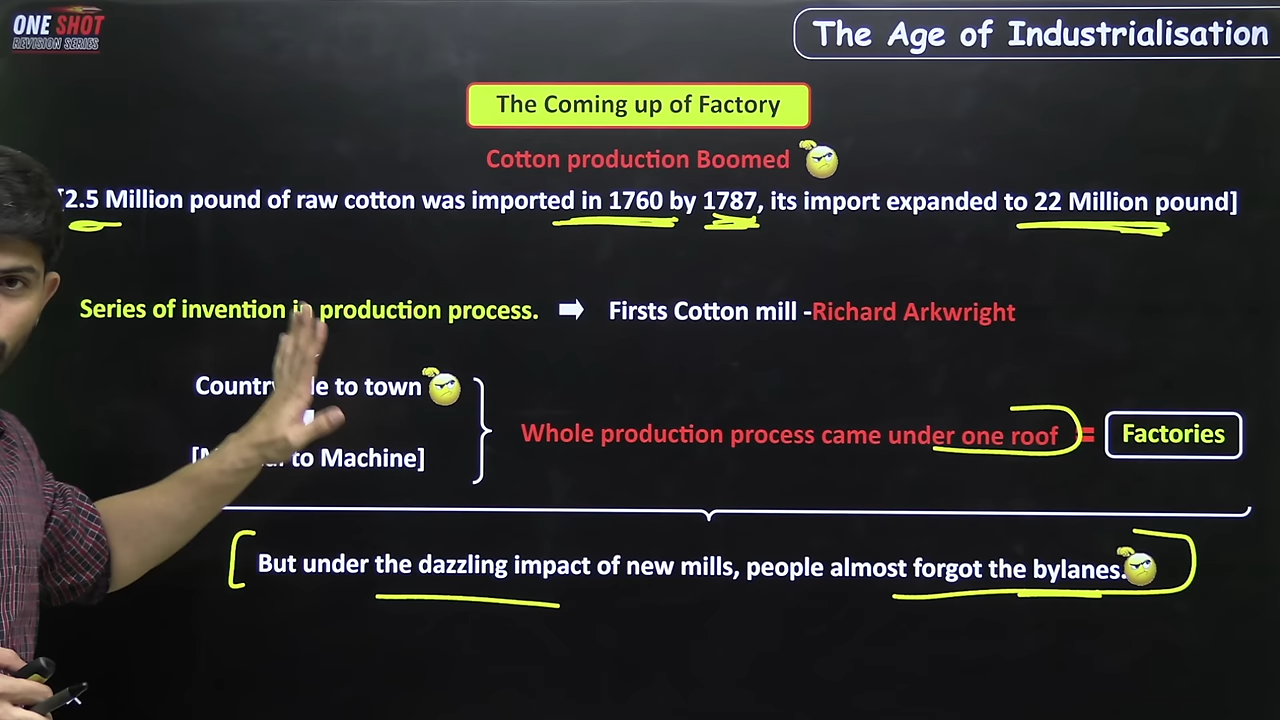 ONE SHOT
REVISION SERIES
The Age of Industrialisation
The Coming up of Factory
Cotton production Boomed
[2.5 Million pound of raw cotton was imported in 1760 by 1787, its import expanded to 22 Million pound]
Series of invention in production process. ➡ Firsts Cotton mill -Richard Arkwright
to town
to Machine]
Whole production process came under one roof = Factories
But under the dazzling impact of new mills, people almost forgot the bylanes.